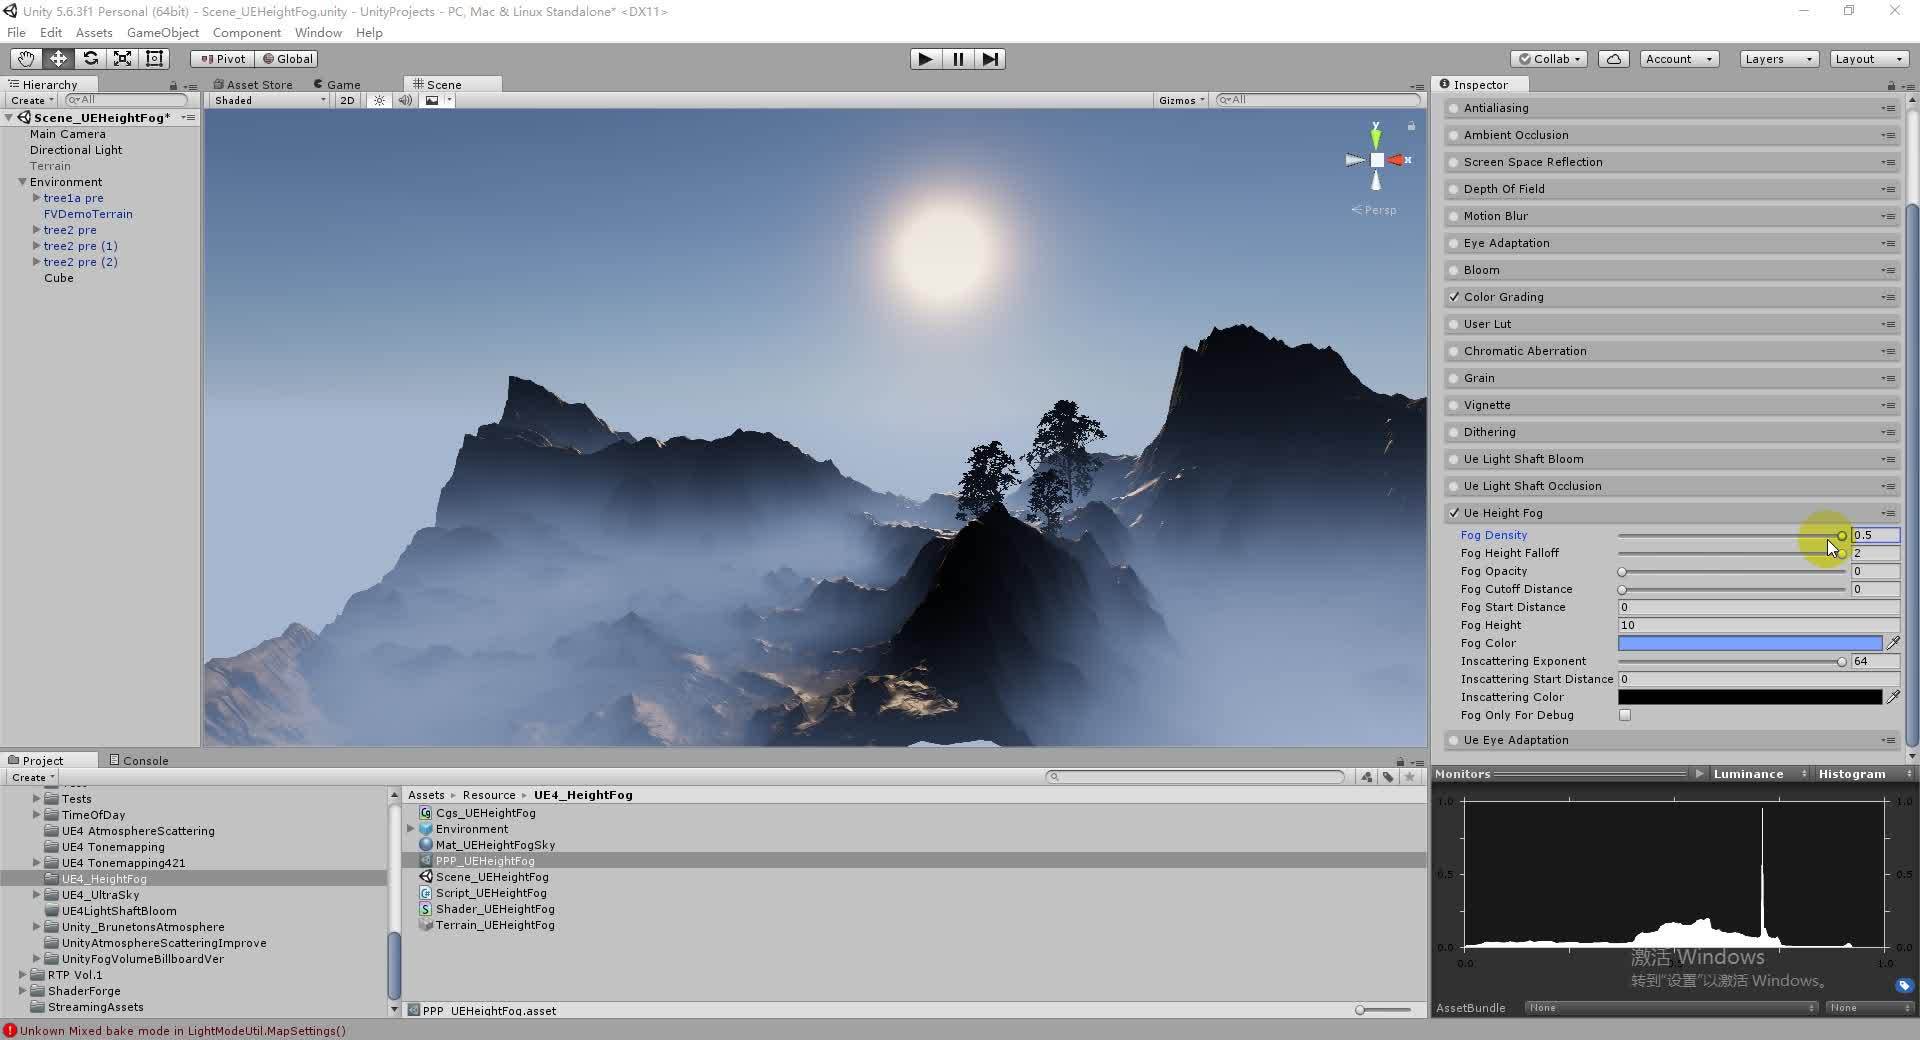 Unity 5.6.3f1 Personal (64bit) - Scene_UEHeightFog.unity - UnityProjects - PC, Mac & Linux Standalone* <DX11>
File Edit Assets GameObject Component Window Help
Pivot Global Collab Account Layers Layout
Hierarchy
Create All
Scene_UEHeightFog*
Main Camera
Directional Light
Terrain
Environment
tree1a pre
FVDemoTerrain
tree2 pre
tree2 pre (1)
tree2 pre (2)
Cube
Asset Store Game Scene
Shaded 2D Gizmos All
y
x
Persp
Inspector
Antialiasing
Ambient Occlusion
Screen Space Reflection
Depth Of Field
Motion Blur
Eye Adaptation
Bloom
Color Grading
User Lut
Chromatic Aberration
Grain
Vignette
Dithering
Ue Light Shaft Bloom
Ue Light Shaft Occlusion
Ue Height Fog
Fog Density 0.5
Fog Height Falloff 2
Fog Opacity 0
Fog Cutoff Distance 0
Fog Start Distance 0
Fog Height 10
Fog Color
Inscattering Exponent 64
Inscattering Start Distance 0
Inscattering Color
Fog Only For Debug
Ue Eye Adaptation
Project Console
Create
Tests
TimeOfDay
UE4 AtmosphereScattering
UE4 Tonemapping
UE4 Tonemapping421
UE4_HeightFog
UE4_UltraSky
UE4LightShaftBloom
Unity_BrunetonsAtmosphere
UnityAtmosphereScatteringImprove
UnityFogVolumeBillboardVer
RTP Vol.1
ShaderForge
StreamingAssets
Assets Resource UE4_HeightFog
Cgs_UEHeightFog
Environment
Mat_UEHeightFogSky
PPP_UEHeightFog
Scene_UEHeightFog
Script_UEHeightFog
Shader_UEHeightFog
Terrain_UEHeightFog
PPP_UEHeightFog.asset
Monitors Luminance Histogram
1.0 1.0
0.5 0.5
0.0 0.0
0.0 1.0
激活 Windows
转到"设置"以激活 Windows。
AssetBundle None None
Unkown Mixed bake mode in LightModeUtil.MapSettings()